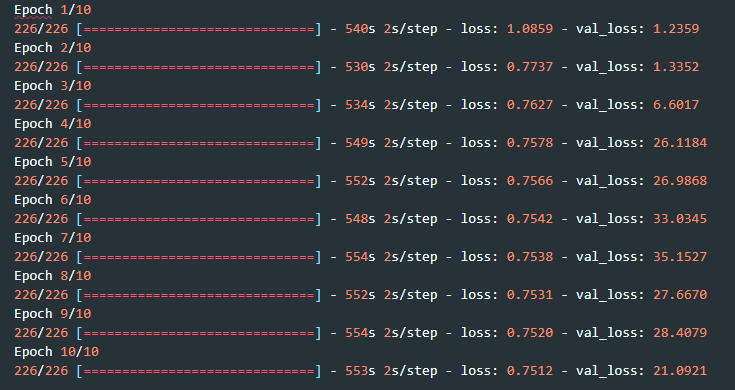 Epoch 1/10
226/226 [==============================] - 540s 2s/step - loss: 1.0859 - val_loss: 1.2359
Epoch 2/10
226/226 [==============================] - 530s 2s/step - loss: 0.7737 - val_loss: 1.3352
Epoch 3/10
226/226 [==============================] - 534s 2s/step - loss: 0.7627 - val_loss: 6.6017
Epoch 4/10
226/226 [==============================] - 549s 2s/step - loss: 0.7578 - val_loss: 26.1184
Epoch 5/10
226/226 [==============================] - 552s 2s/step - loss: 0.7566 - val_loss: 26.9868
Epoch 6/10
226/226 [==============================] - 548s 2s/step - loss: 0.7542 - val_loss: 33.0345
Epoch 7/10
226/226 [==============================] - 554s 2s/step - loss: 0.7538 - val_loss: 35.1527
Epoch 8/10
226/226 [==============================] - 552s 2s/step - loss: 0.7531 - val_loss: 27.6670
Epoch 9/10
226/226 [==============================] - 554s 2s/step - loss: 0.7520 - val_loss: 28.4079
Epoch 10/10
226/226 [==============================] - 553s 2s/step - loss: 0.7512 - val_loss: 21.0921